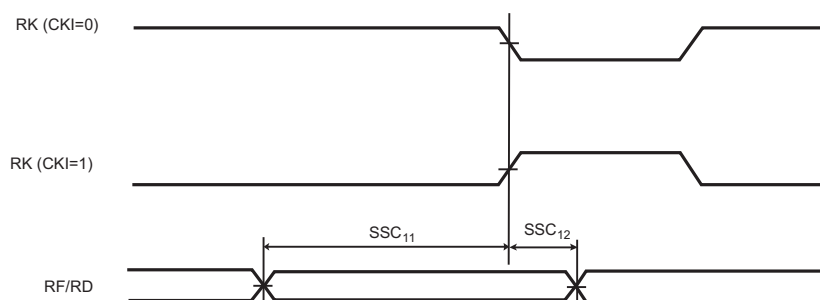 RK (CKI=0)
RK (CKI=1)
SSC11
SSC12
RF/RD